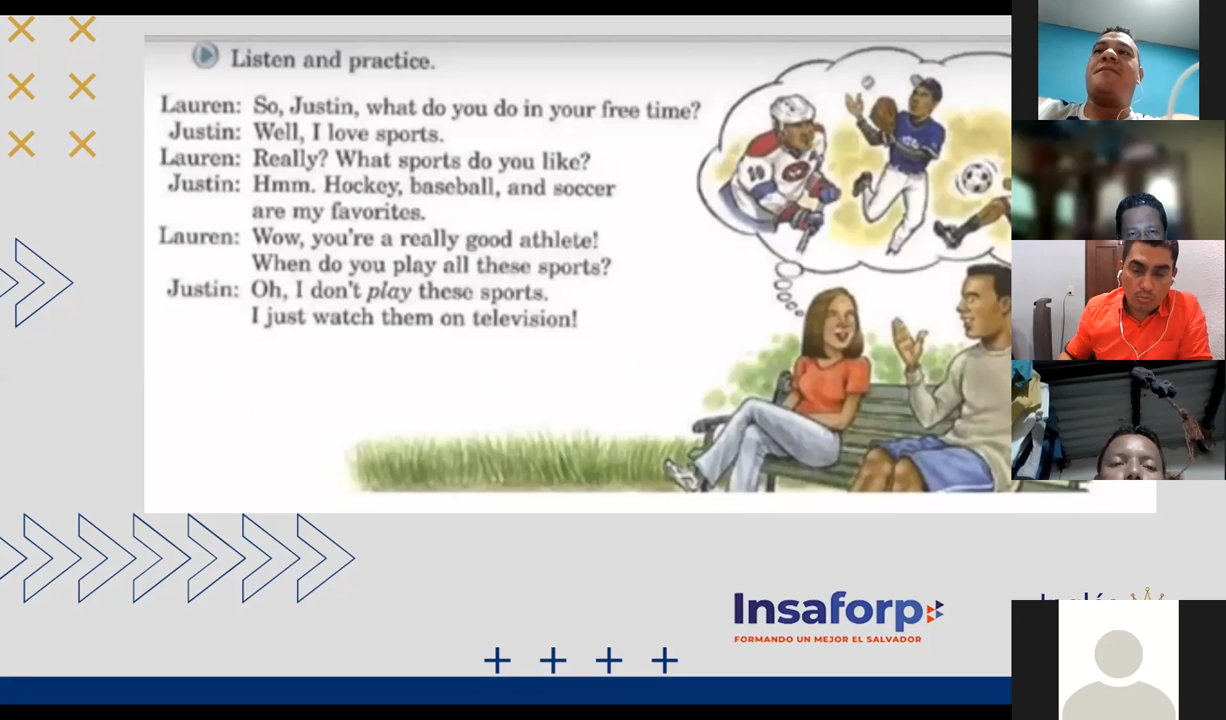 Listen and practice.
Lauren: So, Justin, what do you do in your free time?
Justin: Well, I love sports.
Lauren: Really? What sports do you like?
Justin: Hmm. Hockey, baseball, and soccer
are my favorites.
Lauren: Wow, you're a really good athlete!
When do you play all these sports?
Justin: Oh, I don't play these sports.
I just watch them on television!
10
Insaforp
FORMANDO UN MEJOR EL SALVADOR